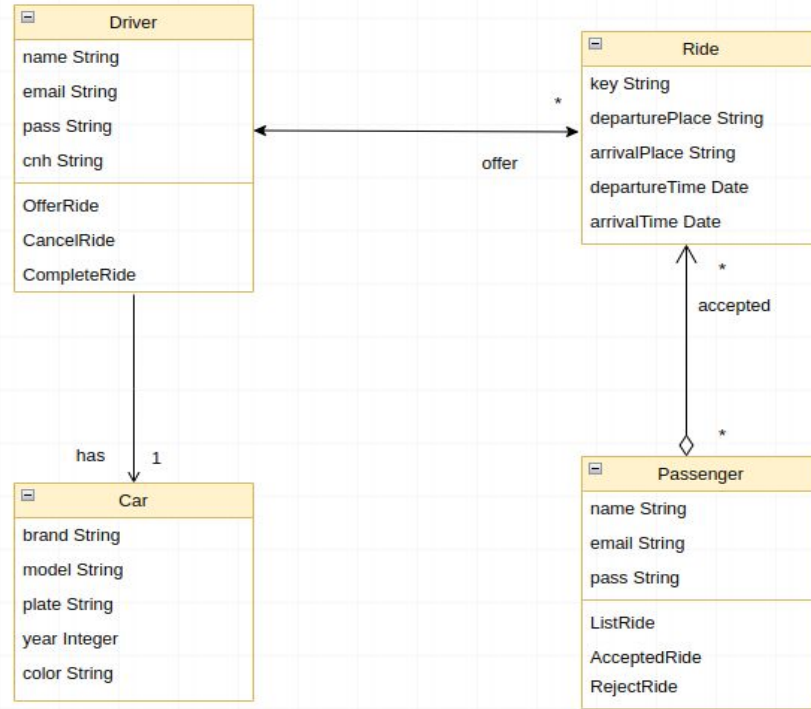 Driver
name String
email String
pass String
cnh String
OfferRide
CancelRide
CompleteRide
*
offer
Ride
key String
departurePlace String
arrivalPlace String
departureTime Date
arrivalTime Date
*
accepted
has 1
*
Car
brand String
model String
plate String
year Integer
color String
Passenger
name String
email String
pass String
ListRide
AcceptedRide
RejectRide